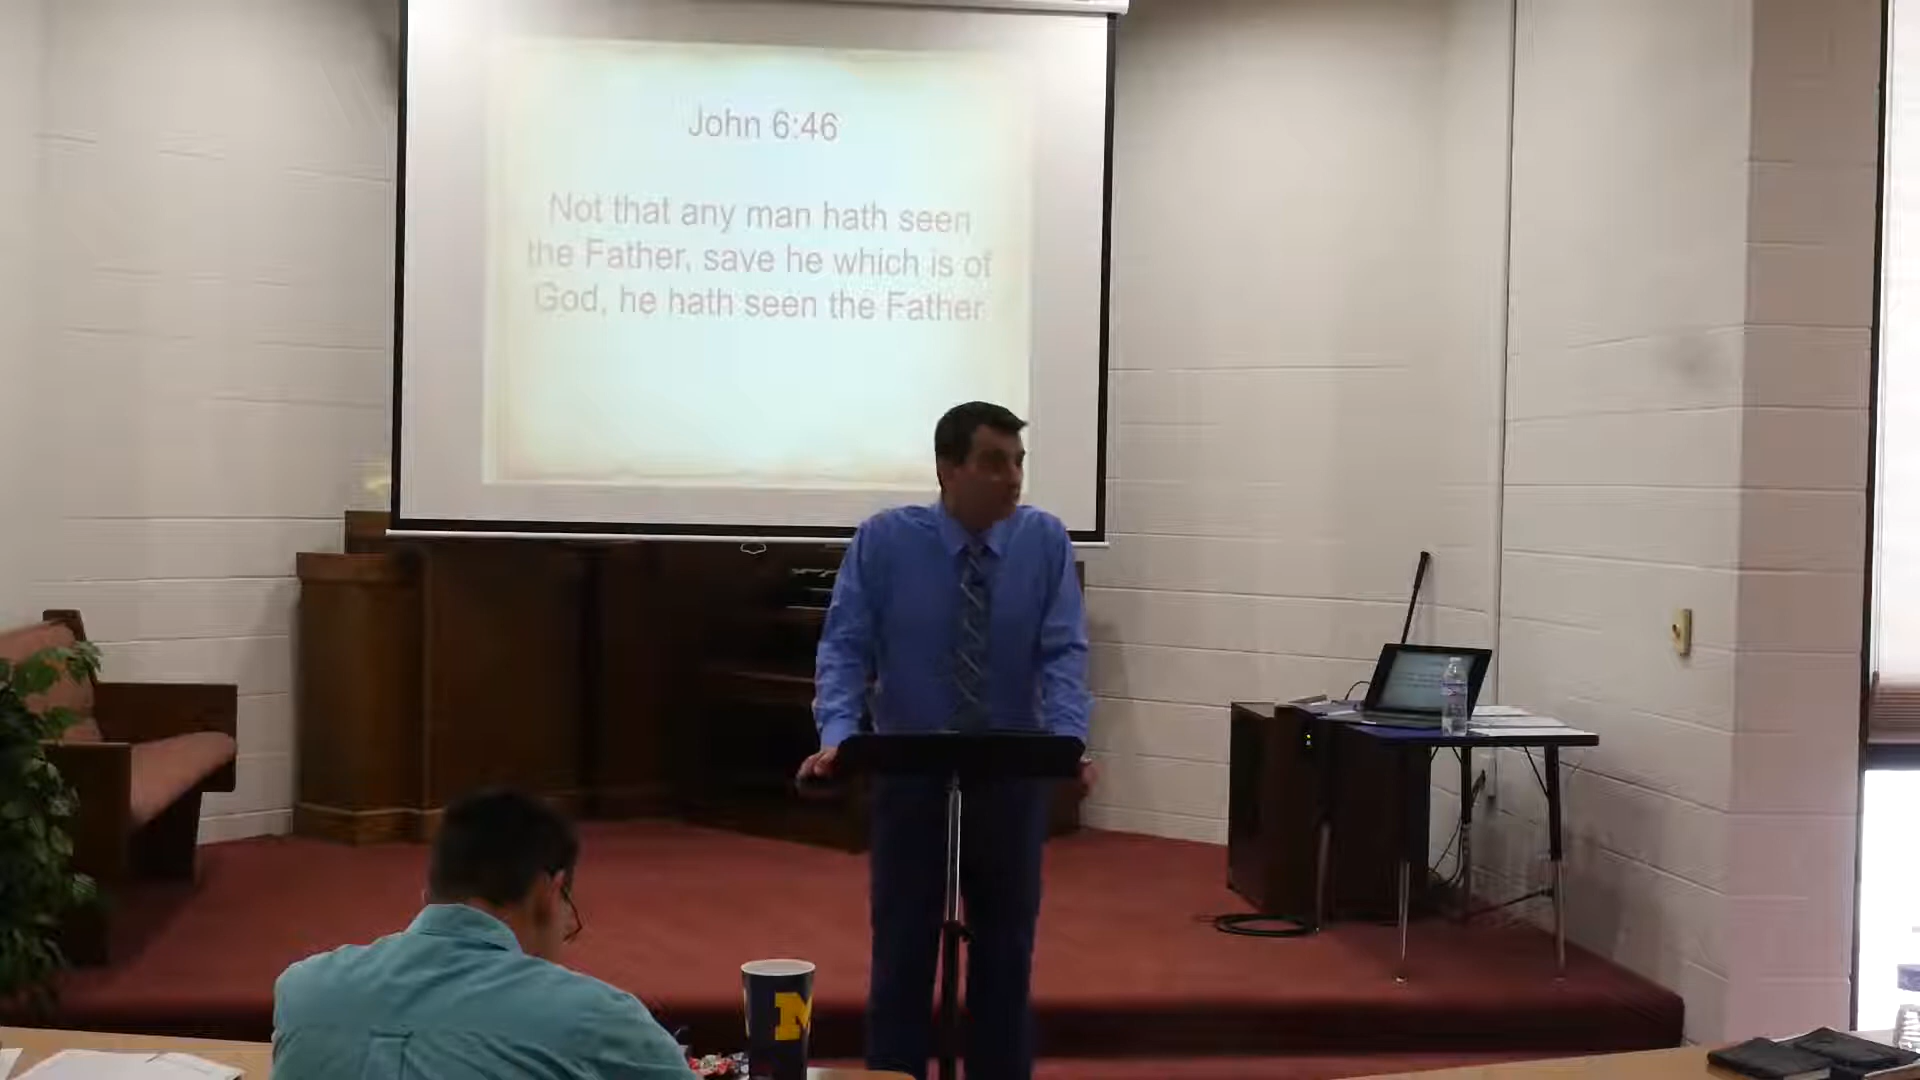 John 6:46
Not that any man hath seen
the Father, save he which is of
God, he hath seen the Father
M